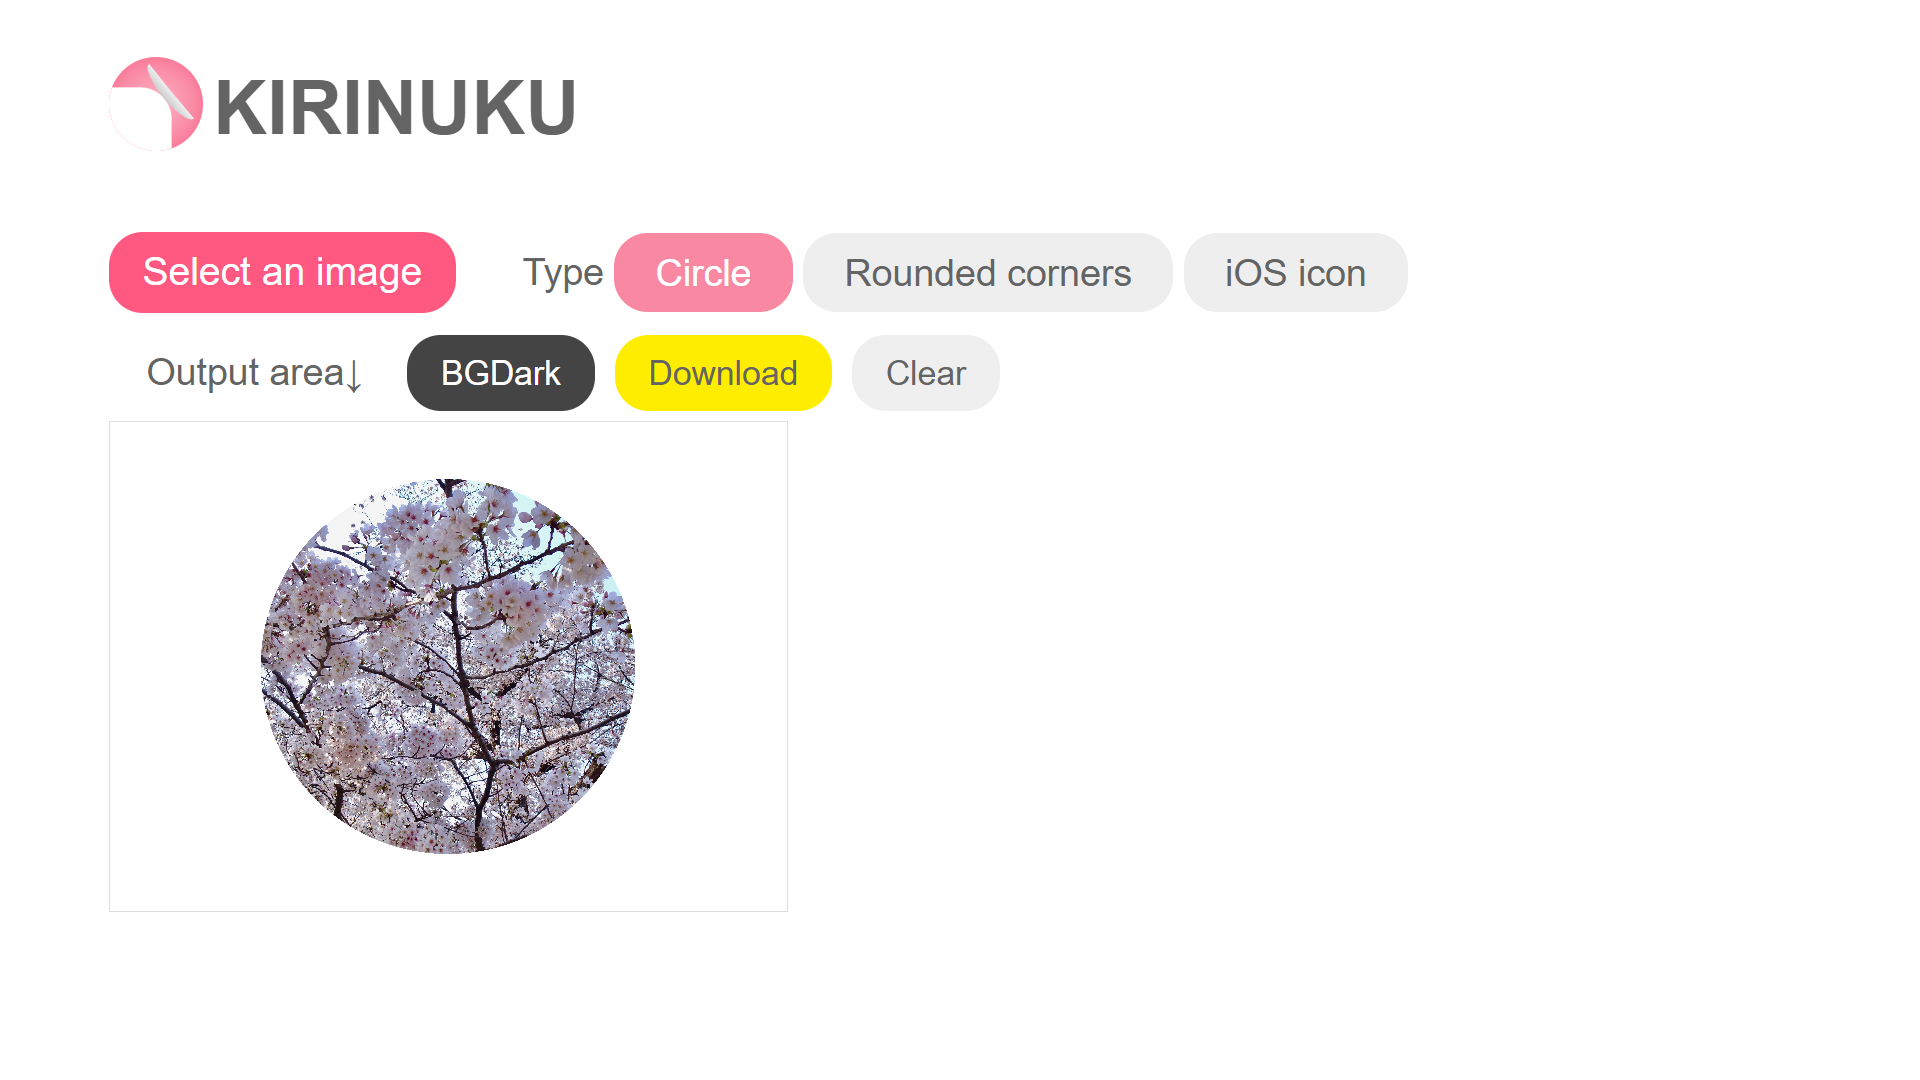 KIRINUKU
Select an image Type Circle Rounded corners iOS icon
Output area↓ BGDark Download Clear